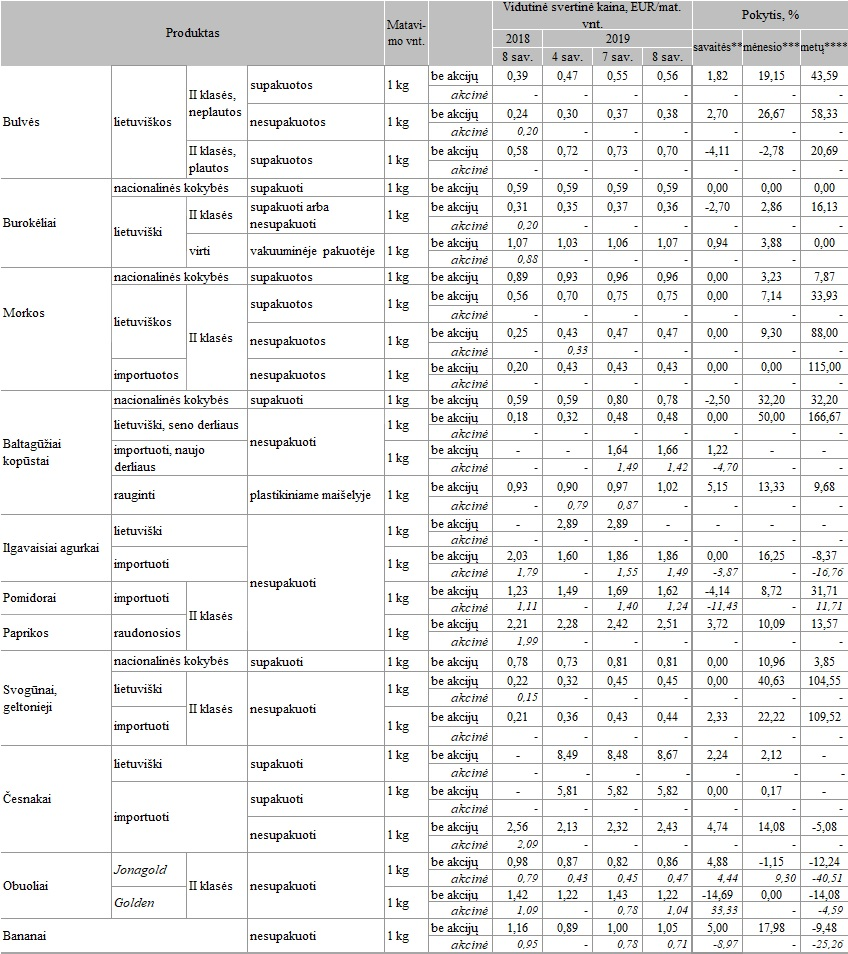 Produktas Matavi- Vidutinė svertinė kaina, EUR/mat. Pokytis, %
mo vnt. vnt.
2018 2019 savaitės** mėnesio*** metų****
8 sav. 4 sav. 7 sav. 8 sav.
Bulvės lietuviškos II klasės, neplautos supakuotos 1 kg be akcijų 0,39 0,47 0,55 0,56 1,82 19,15 43,59
akcinė - - - - - - -
nesupakuotos 1 kg be akcijų 0,24 0,30 0,37 0,38 2,70 26,67 58,33
akcinė 0,20 - - - - - -
II klasės, plautos supakuotos 1 kg be akcijų 0,58 0,72 0,73 0,70 -4,11 -2,78 20,69
akcinė - - - - - - -
Burokėliai nacionalinės kokybės supakuoti 1 kg be akcijų 0,59 0,59 0,59 0,59 0,00 0,00 0,00
lietuviški II klasės supakuoti arba nesupakuoti 1 kg be akcijų 0,31 0,35 0,37 0,36 -2,70 2,86 16,13
akcinė 0,20 - - - - - -
virti vakuuminėje pakuotėje 1 kg be akcijų 1,07 1,03 1,06 1,07 0,94 3,88 0,00
akcinė 0,88 - - - - - -
Morkos nacionalinės kokybės supakuotos 1 kg be akcijų 0,89 0,93 0,96 0,96 0,00 3,23 7,87
lietuviškos II klasės supakuotos 1 kg be akcijų 0,56 0,70 0,75 0,75 0,00 7,14 33,93
akcinė - - - - - - -
nesupakuotos 1 kg be akcijų 0,25 0,43 0,47 0,47 0,00 9,30 88,00
akcinė - 0,33 - - - - -
importuotos nesupakuotos 1 kg be akcijų 0,20 0,43 0,43 0,43 0,00 0,00 115,00
akcinė - - - - - - -
Baltagūžiai kopūstai nacionalinės kokybės supakuoti 1 kg be akcijų 0,59 0,59 0,80 0,78 -2,50 32,20 32,20
lietuviški, seno derliaus nesupakuoti 1 kg be akcijų 0,18 0,32 0,48 0,48 0,00 50,00 166,67
akcinė - - - - - - -
importuoti, naujo derliaus 1 kg be akcijų - - 1,64 1,66 1,22 - -
akcinė - - 1,49 1,42 -4,70 - -
rauginti plastikiniame maišelyje 1 kg be akcijų 0,93 0,90 0,97 1,02 5,15 13,33 9,68
akcinė - 0,79 0,87 - - - -
Ilgavaisiai agurkai lietuviški nesupakuoti 1 kg be akcijų - 2,89 2,89 - - - -
akcinė - - - - - - -
importuoti 1 kg be akcijų 2,03 1,60 1,86 1,86 0,00 16,25 -8,37
akcinė 1,79 - 1,55 1,49 -3,87 - -16,76
Pomidorai importuoti II klasės 1 kg be akcijų 1,23 1,49 1,69 1,62 -4,14 8,72 31,71
akcinė 1,11 - 1,40 1,24 -11,43 - 11,71
Paprikos raudonosios 1 kg be akcijų 2,21 2,28 2,42 2,51 3,72 10,09 13,57
akcinė 1,99 - - - - - -
Svogūnai, geltonieji nacionalinės kokybės supakuoti 1 kg be akcijų 0,78 0,73 0,81 0,81 0,00 10,96 3,85
lietuviški II klasės nesupakuoti 1 kg be akcijų 0,22 0,32 0,45 0,45 0,00 40,63 104,55
akcinė 0,15 - - - - - -
importuoti 1 kg be akcijų 0,21 0,36 0,43 0,44 2,33 22,22 109,52
akcinė - - - - - - -
Česnakai lietuviški supakuoti 1 kg be akcijų - 8,49 8,48 8,67 2,24 2,12 -
akcinė - - - - - - -
importuoti supakuoti 1 kg be akcijų - 5,81 5,82 5,82 0,00 0,17 -
akcinė - - - - - - -
nesupakuoti 1 kg be akcijų 2,56 2,13 2,32 2,43 4,74 14,08 -5,08
akcinė 2,09 - - - - - -
Obuoliai Jonagold II klasės nesupakuoti 1 kg be akcijų 0,98 0,87 0,82 0,86 4,88 -1,15 -12,24
akcinė 0,79 0,43 0,45 0,47 4,44 9,30 -40,51
Golden 1 kg be akcijų 1,42 1,22 1,43 1,22 -14,69 0,00 -14,08
akcinė 1,09 - 0,78 1,04 33,33 - -4,59
Bananai nesupakuoti 1 kg be akcijų 1,16 0,89 1,00 1,05 5,00 17,98 -9,48
akcinė 0,95 - 0,78 0,71 -8,97 - -25,26